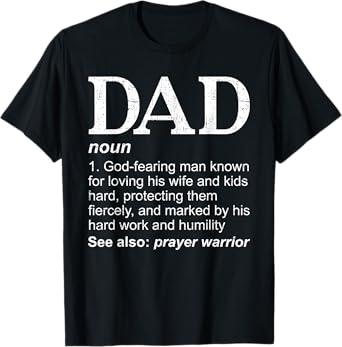 DAD
noun
1. God-fearing man known
for loving his wife and kids
hard, protecting them
fiercely, and marked by his
hard work and humility
See also: prayer warrior